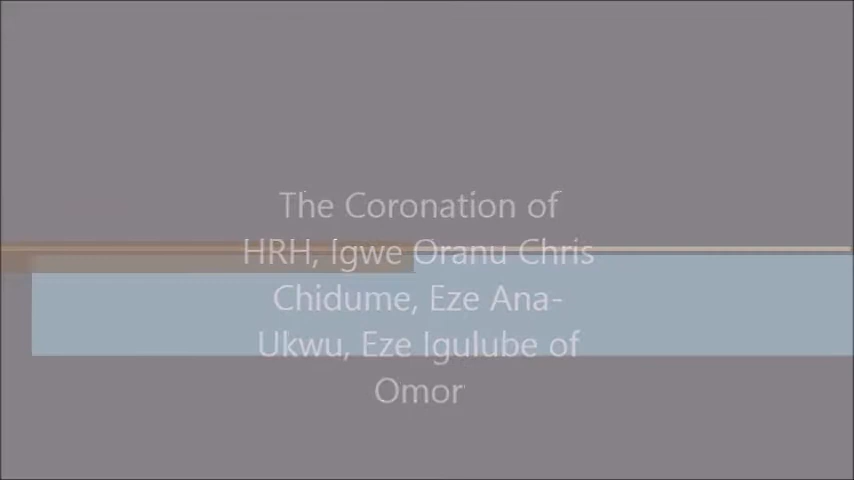 The Coronation of
HRH, Igwe Oranu Chris
Chidume, Eze Ana-
Ukwu, Eze Igulube of
Omor